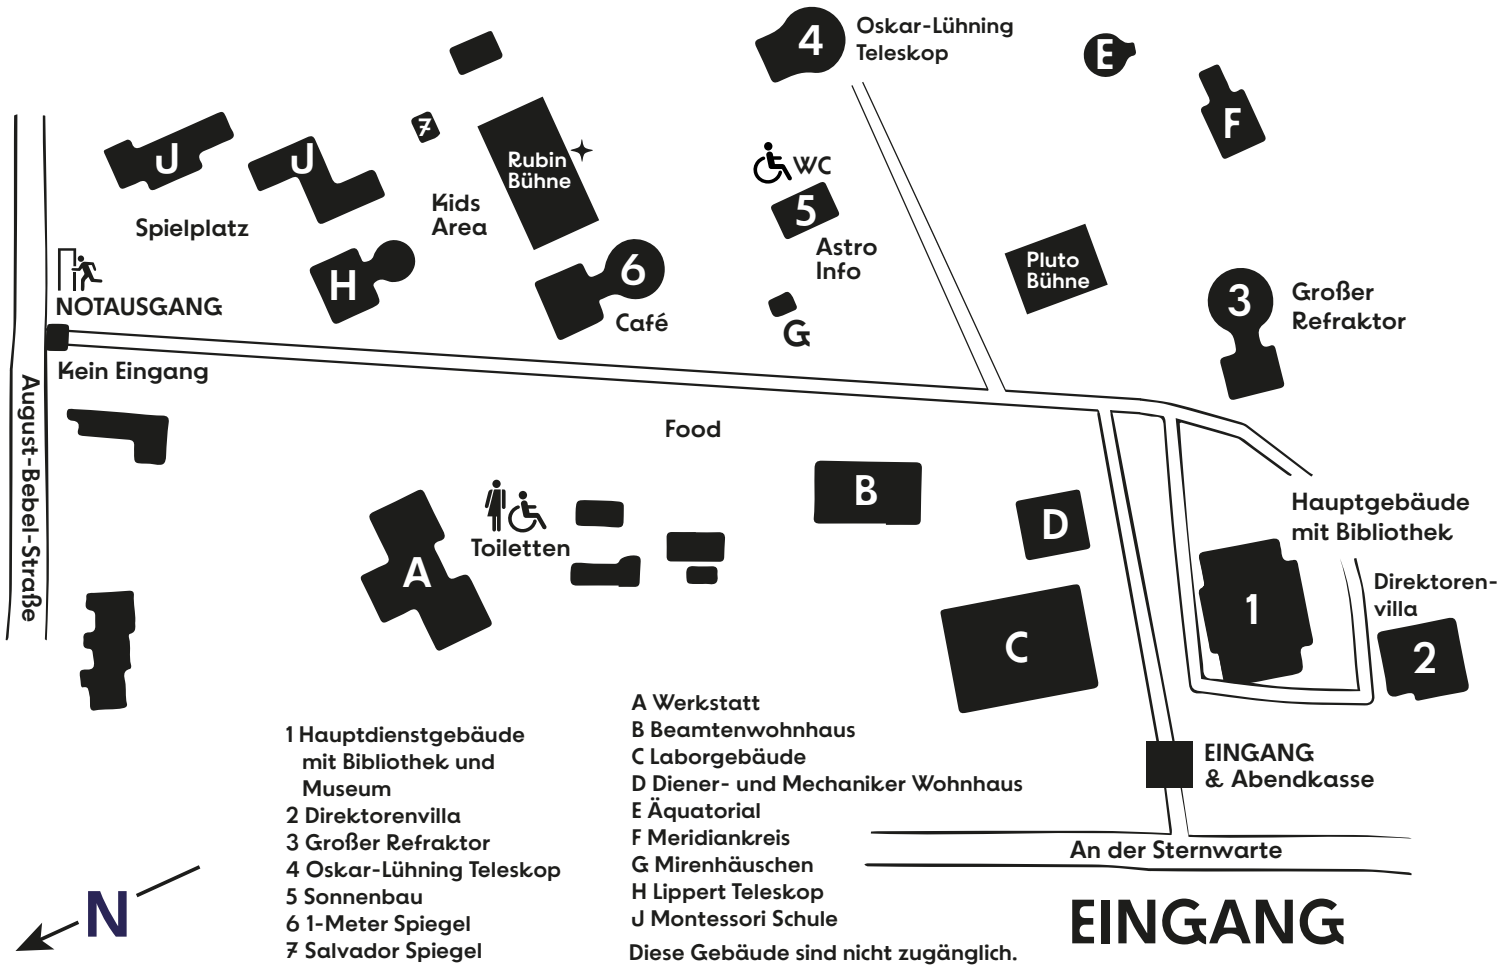 4
Oskar-Lühning
Teleskop
E
F
7
J
J
Rubin
Bühne
WC
5
Kids
Area
Spielplatz
Astro
Info
Pluto
Bühne
H
6
NOTAUSGANG
Café
G
3
Großer
Refraktor
Kein Eingang
August-Bebel-Straße
Food
B
D
Hauptgebäude
mit Bibliothek
Toiletten
A
Direktoren-
villa
1
C
2
EINGANG
& Abendkasse
1 Hauptdienstgebäude
mit Bibliothek und
Museum
2 Direktorenvilla
3 Großer Refraktor
4 Oskar-Lühning Teleskop
5 Sonnenbau
6 1-Meter Spiegel
7 Salvador Spiegel
A Werkstatt
B Beamtenwohnhaus
C Laborgebäude
D Diener- und Mechaniker Wohnhaus
E Äquatorial
F Meridiankreis
G Mirenhäuschen
H Lippert Teleskop
J Montessori Schule
Diese Gebäude sind nicht zugänglich.
An der Sternwarte
EINGANG
N